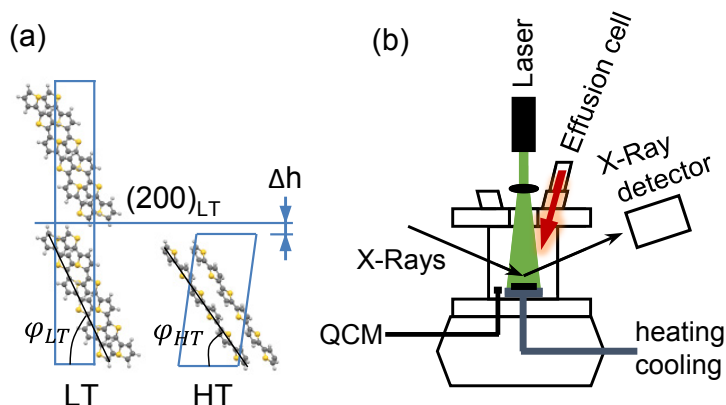 (a)
(200)LT
Δh
φLT
φHT
LT
HT
(b)
Laser
Effusion cell
X-Ray
detector
X-Rays
QCM
heating
cooling